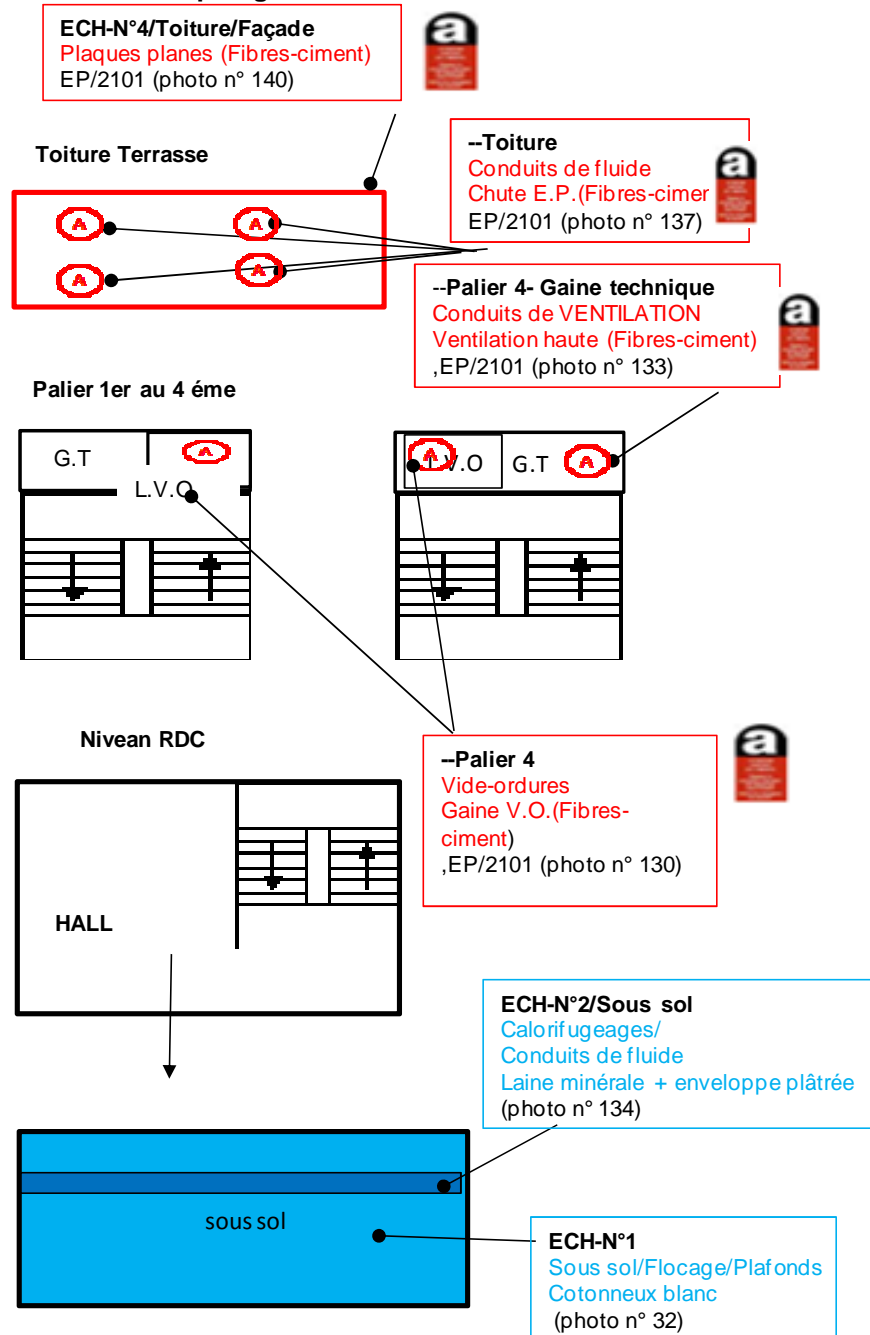 ECH-N°4/Toiture/Façade
Plaques planes (Fibres-ciment)
EP/2101 (photo n° 140)
a
Toiture Terrasse
--Toiture
Conduits de fluide
Chute E.P.(Fibres-cimer
EP/2101 (photo n° 137)
a
A
A
A
A
--Palier 4- Gaine technique
Conduits de VENTILATION
Ventilation haute (Fibres-ciment)
,EP/2101 (photo n° 133)
a
Palier 1er au 4 éme
G.T
A
L.V.O
A
V.O
G.T
A
Nivean RDC
--Palier 4
Vide-ordures
Gaine V.O.(Fibres-
ciment)
,EP/2101 (photo n° 130)
a
HALL
ECH-N°2/Sous sol
Calorifugeages/
Conduits de fluide
Laine minérale + enveloppe plâtrée
(photo n° 134)
sous sol
ECH-N°1
Sous sol/Flocage/Plafonds
Cotonneux blanc
(photo n° 32)